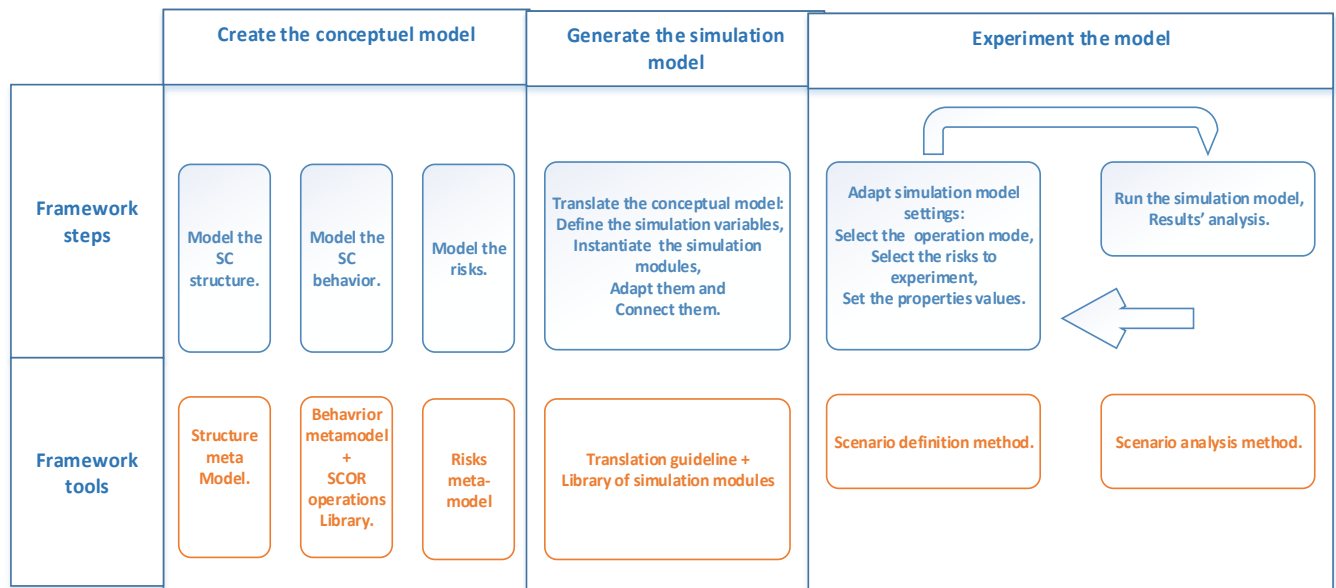 Create the conceptuel model
Generate the simulation
model
Experiment the model
Framework
steps
Model the
SC
structure.
Model the
SC
behavior.
Model the
risks.
Translate the conceptual model:
Define the simulation variables,
Instantiate the simulation
modules,
Adapt them and
Connect them.
Adapt simulation model
settings:
Select the operation mode,
Select the risks to
experiment,
Set the properties values.
Run the simulation model,
Results’ analysis.
Framework
tools
Structure
meta
Model.
Behavrior
metamodel
+
SCOR
operations
Library.
Risks
meta-
model
Translation guideline +
Library of simulation modules
Scenario definition method.
Scenario analysis method.